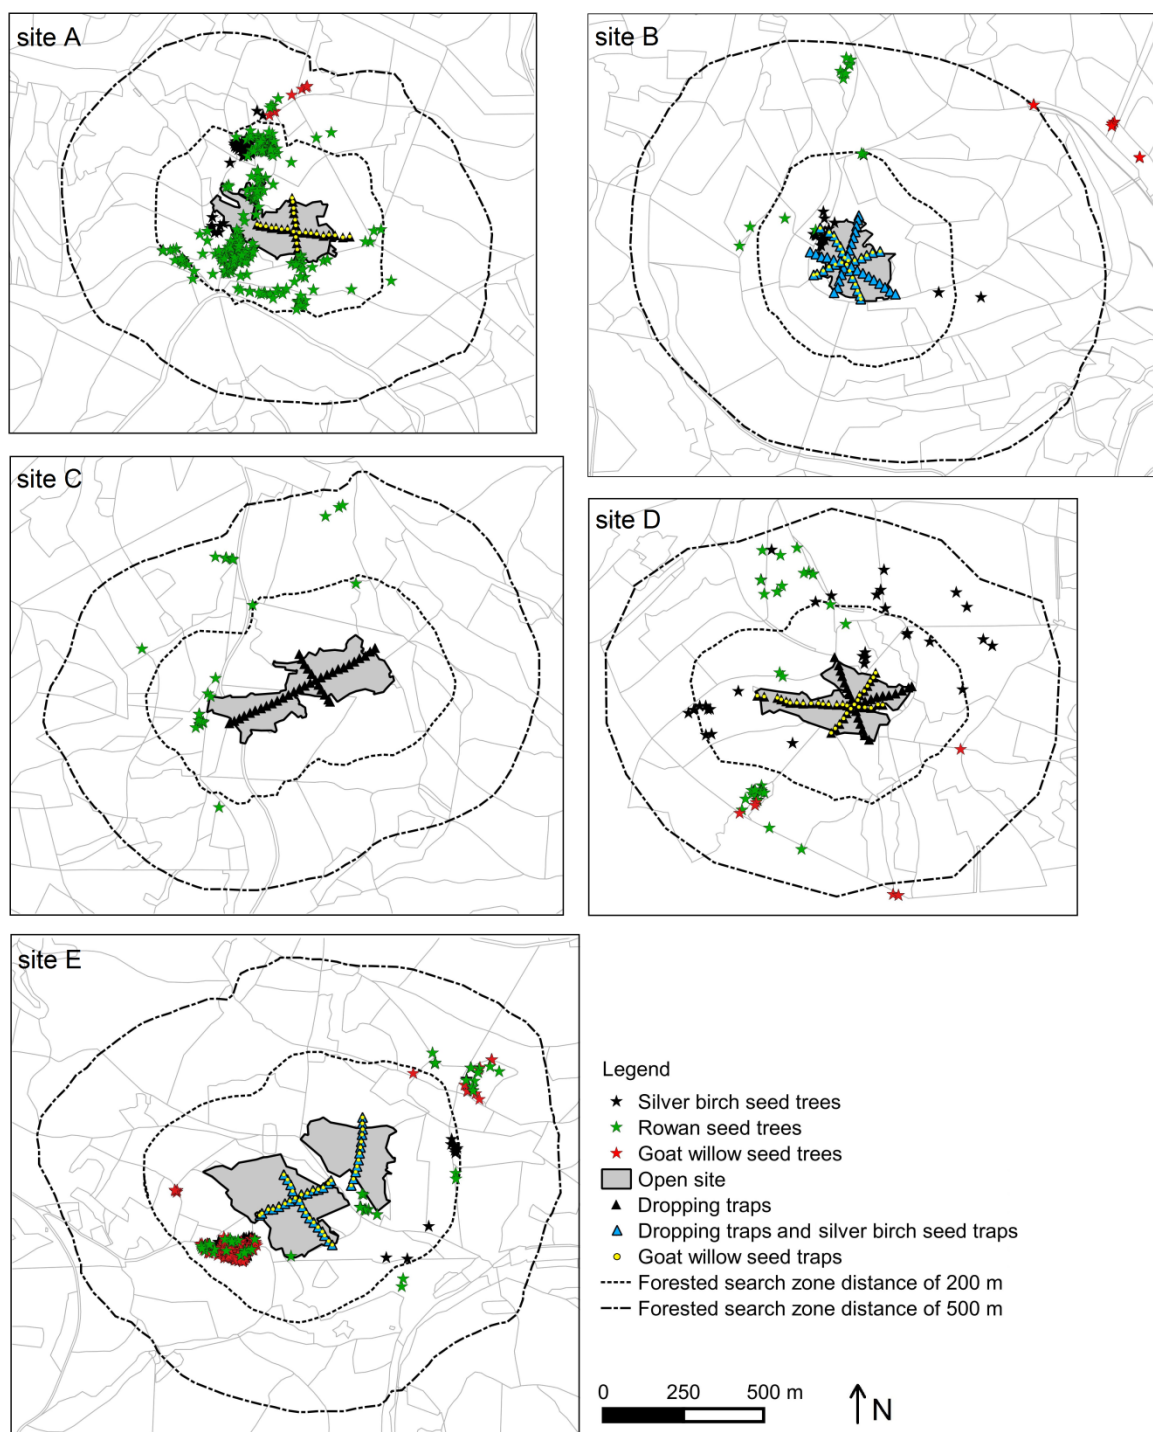 site A
site B
site C
site D
site E
Legend
Silver birch seed trees
Rowan seed trees
Goat willow seed trees
Open site
Dropping traps
Dropping traps and silver birch seed traps
Goat willow seed traps
Forested search zone distance of 200 m
Forested search zone distance of 500 m
0 250 500 m
N